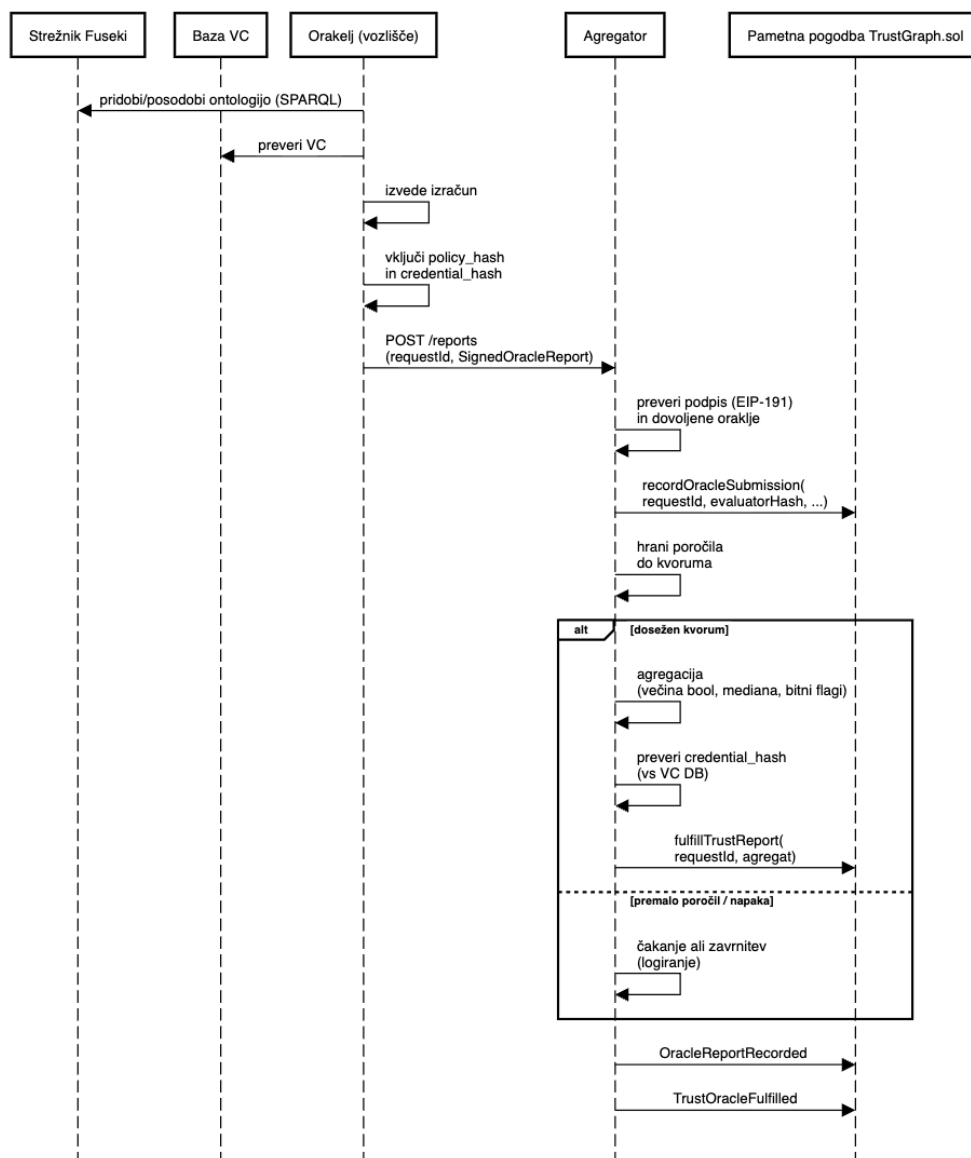 Strežnik Fuseki
Baza VC
Orakelj (vozlišče)
Agregator
Pametna pogodba TrustGraph.sol
pridobi/posodobi ontologijo (SPARQL)
preveri VC
izvede izračun
vključi policy_hash
in credential_hash
POST /reports
(requestId, SignedOracleReport)
preveri podpis (EIP-191)
in dovoljene oraklje
recordOracleSubmission(
requestId, evaluatorHash, ...)
hrani poročila
do kvoruma
alt
[dosežen kvorum]
agregacija
(večina bool, mediana, bitni flagi)
preveri credential_hash
(vs VC DB)
fulfillTrustReport(
requestId, agregat)
[premalo poročil / napaka]
čakanje ali zavrnitev
(logiranje)
OracleReportRecorded
TrustOracleFulfilled